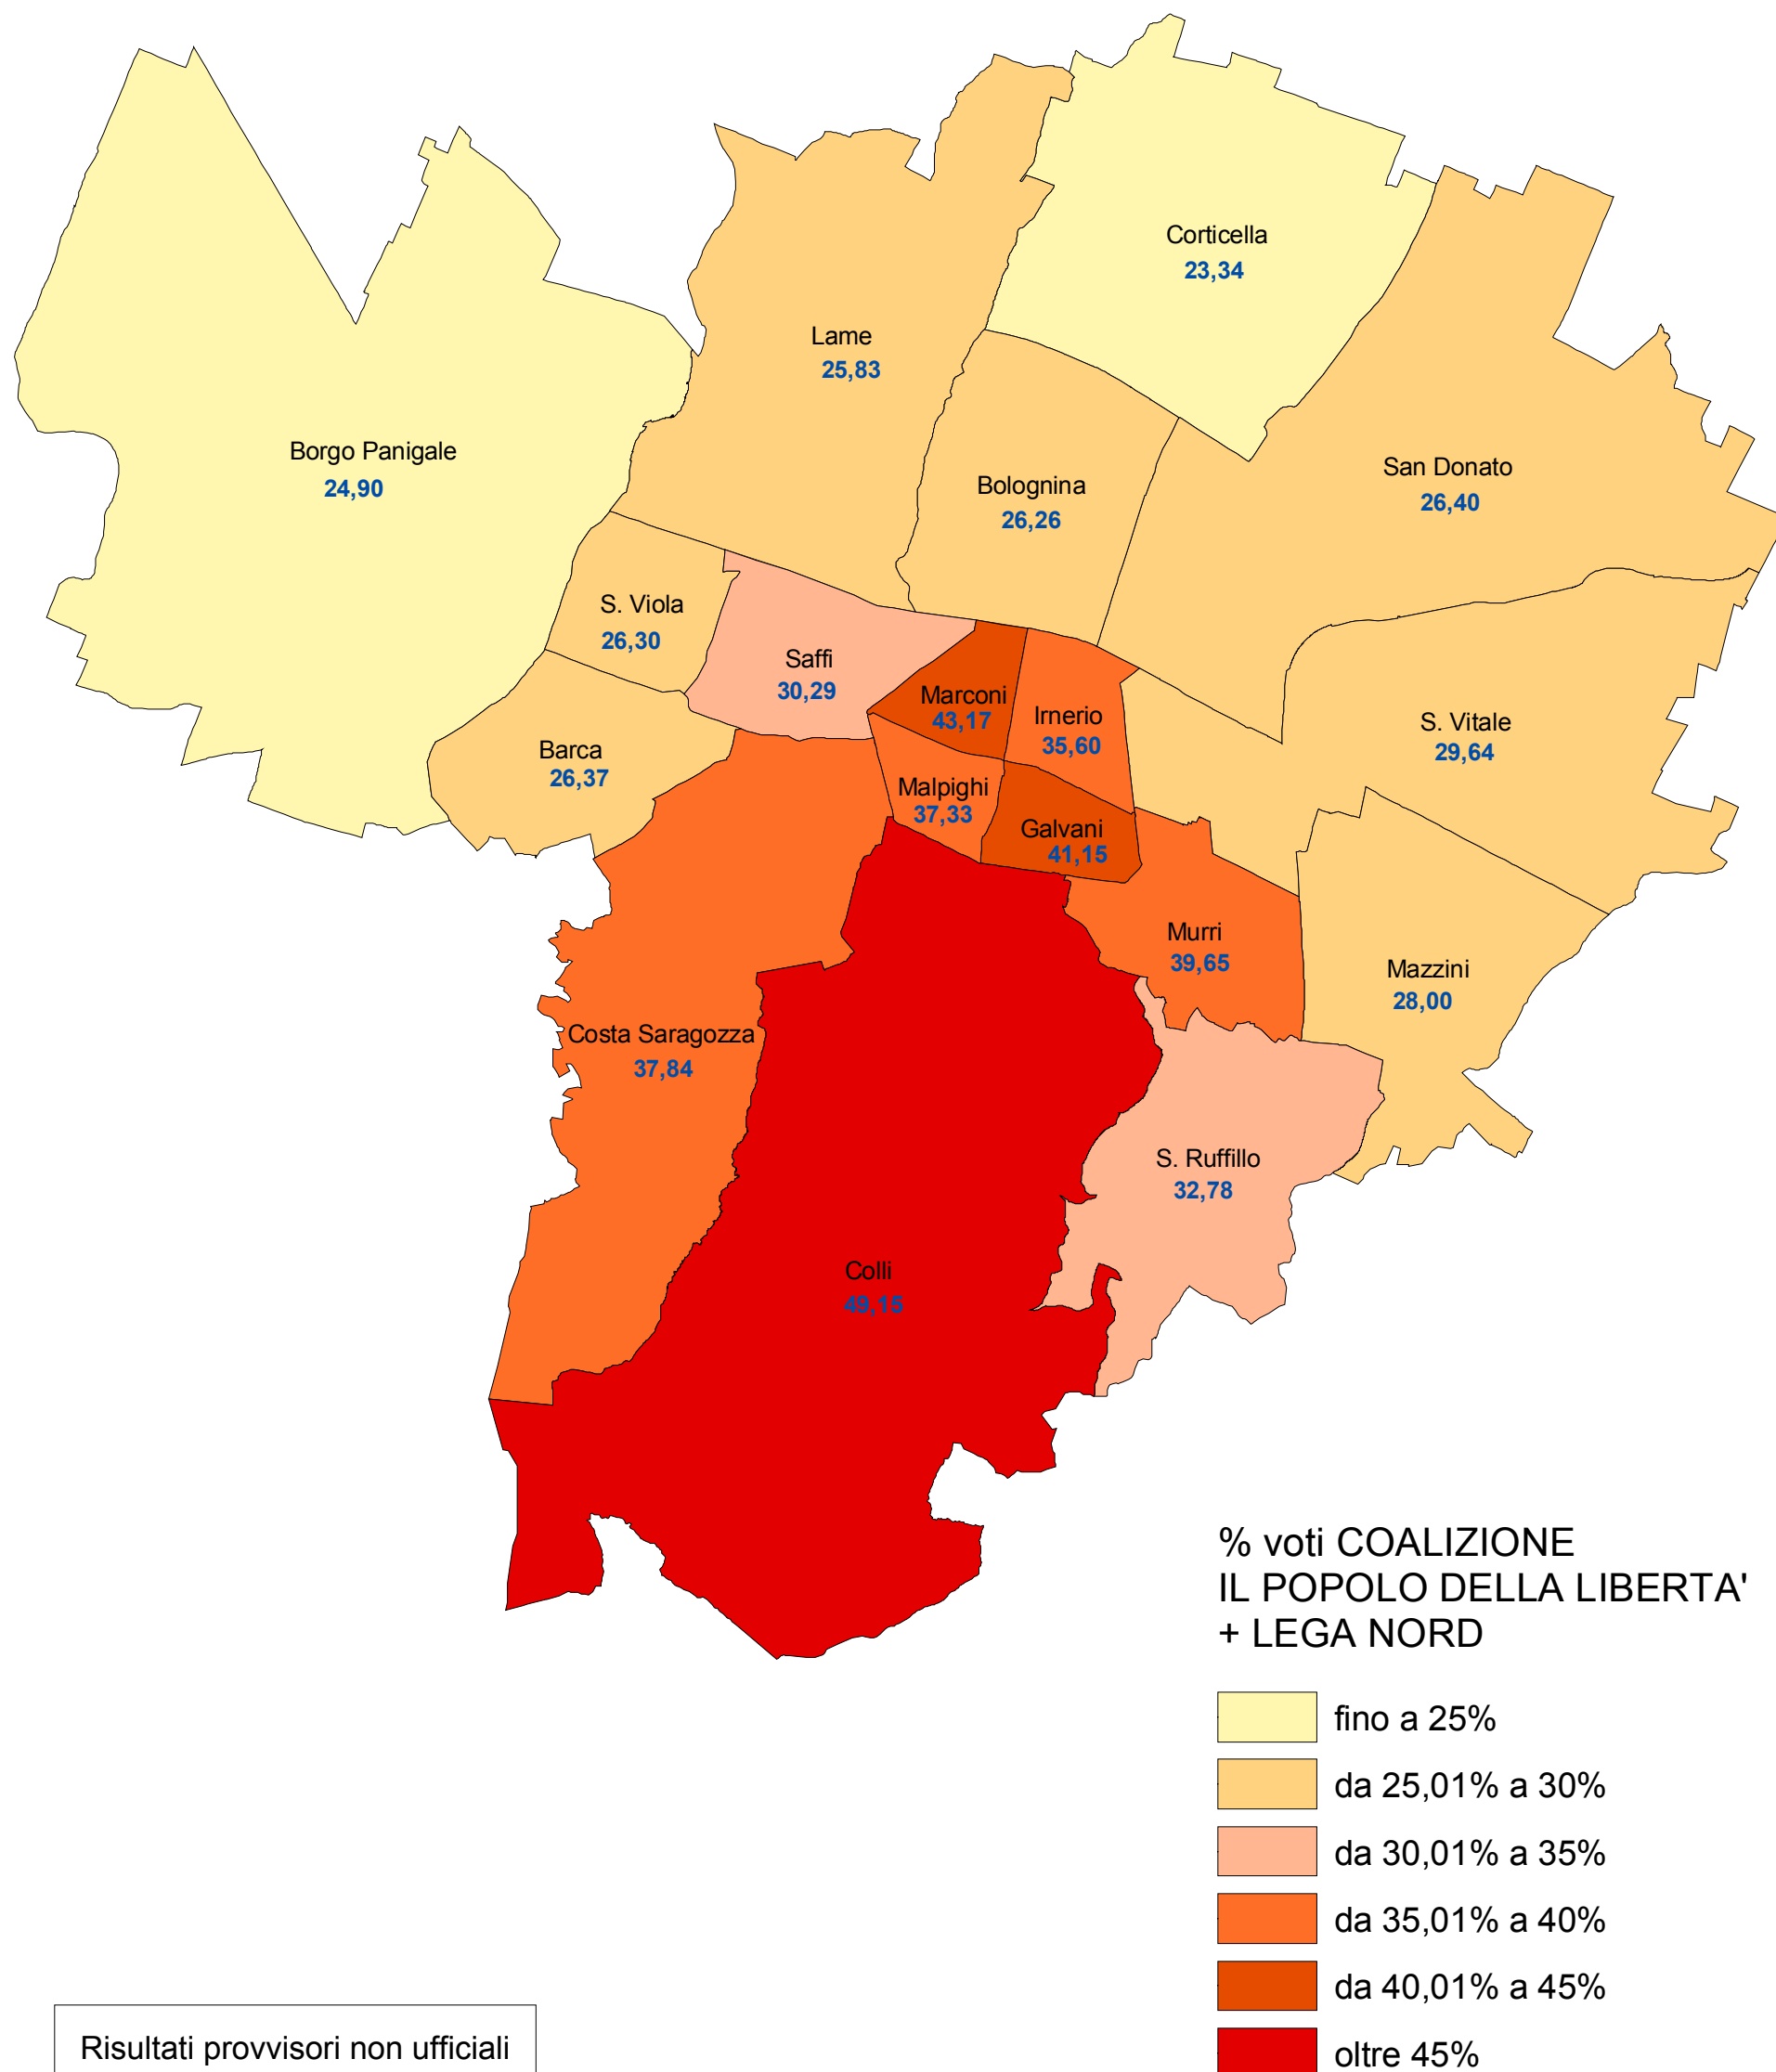 Corticella
23,34
Lame
25,83
Borgo Panigale
24,90
San Donato
26,40
Bolognina
26,26
S. Viola
26,30
Saffi
30,29
Marconi
43,17
Irnerio
35,60
S. Vitale
29,64
Barca
26,37
Malpighi
37,33
Galvani
41,15
Murri
39,65
Mazzini
28,00
Costa Saragozza
37,84
S. Ruffillo
32,78
Colli
49,15
% voti COALIZIONE
IL POPOLO DELLA LIBERTA'
+ LEGA NORD
fino a 25%
da 25,01% a 30%
da 30,01% a 35%
da 35,01% a 40%
da 40,01% a 45%
oltre 45%
Risultati provvisori non ufficiali